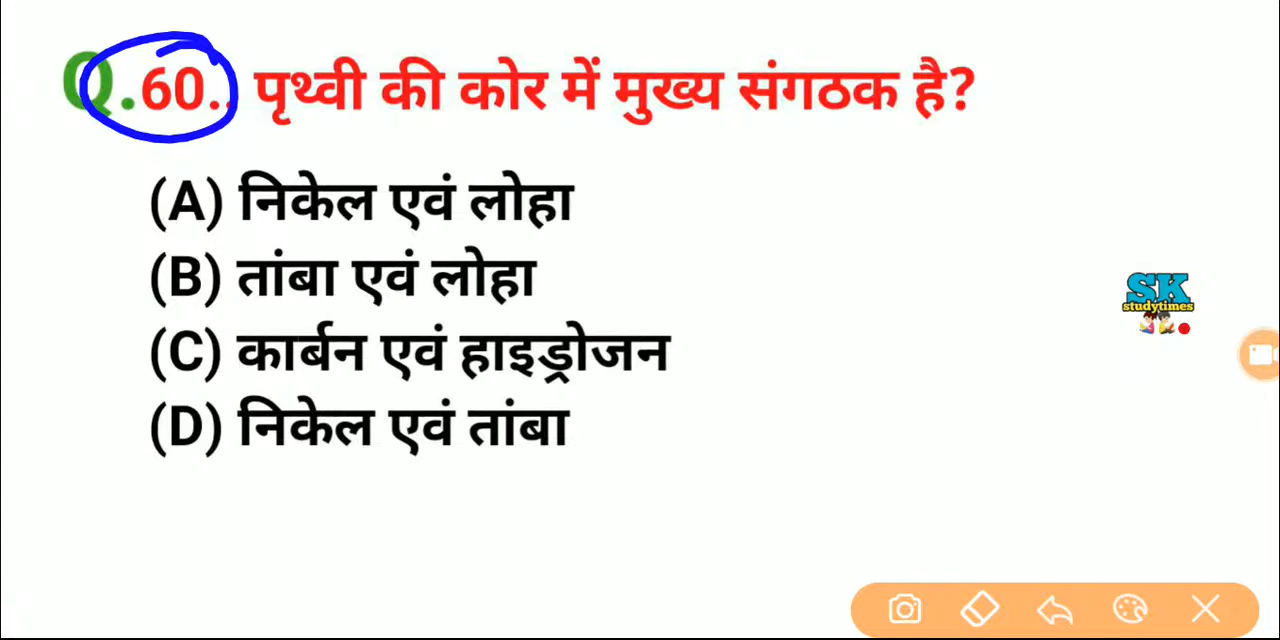 Q.60.. पृथ्वी की कोर में मुख्य संगठक है?
(A) निकेल एवं लोहा
(B) तांबा एवं लोहा
(C) कार्बन एवं हाइड्रोजन
(D) निकेल एवं तांबा
SK
studytimes